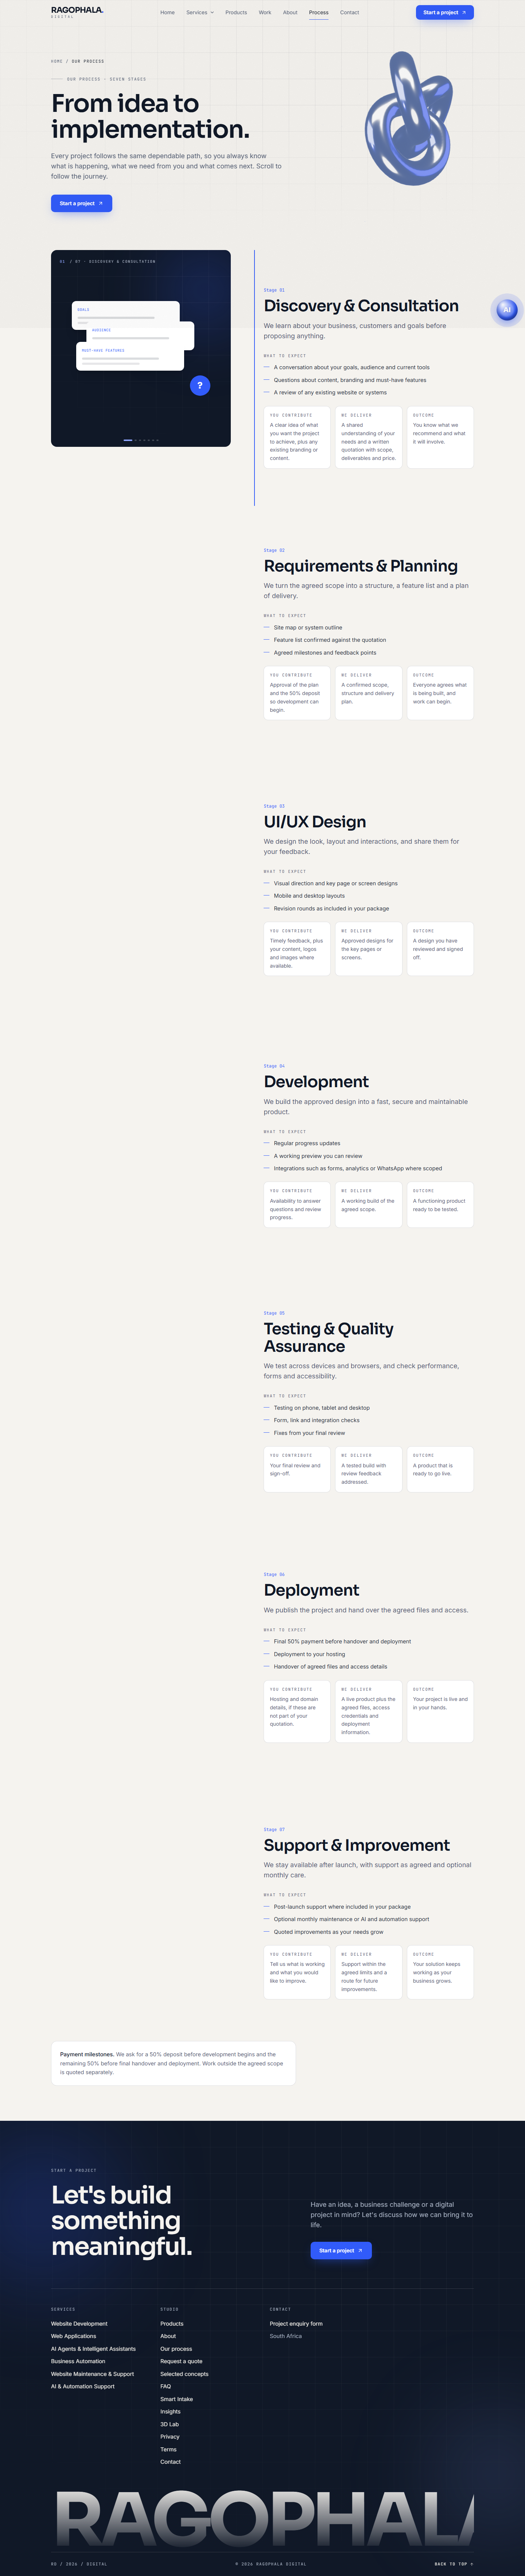 RAGOPHALA.
DIGITAL
Home
Services
Products
Work
About
Process
Contact
Start a project
HOME / OUR PROCESS
OUR PROCESS · SEVEN STAGES
From idea to
implementation.
Every project follows the same dependable path, so you always know
what is happening, what we need from you and what comes next. Scroll to
follow the journey.
Start a project
01 / 07 · DISCOVERY & CONSULTATION
GOALS
AUDIENCE
MUST-HAVE FEATURES
?
AI
Stage 01
Discovery & Consultation
We learn about your business, customers and goals before
proposing anything.
WHAT TO EXPECT
A conversation about your goals, audience and current tools
Questions about content, branding and must-have features
A review of any existing website or systems
YOU CONTRIBUTE
A clear idea of what
you want the project
to achieve, plus any
existing branding or
content.
WE DELIVER
A shared
understanding of your
needs and a written
quotation with scope,
deliverables and price.
OUTCOME
You know what we
recommend and what
it will involve.
Stage 02
Requirements & Planning
We turn the agreed scope into a structure, a feature list and a plan
of delivery.
WHAT TO EXPECT
Site map or system outline
Feature list confirmed against the quotation
Agreed milestones and feedback points
YOU CONTRIBUTE
Approval of the plan
and the 50% deposit
so development can
begin.
WE DELIVER
A confirmed scope,
structure and delivery
plan.
OUTCOME
Everyone agrees what
is being built, and
work can begin.
Stage 03
UI/UX Design
We design the look, layout and interactions, and share them for
your feedback.
WHAT TO EXPECT
Visual direction and key page or screen designs
Mobile and desktop layouts
Revision rounds as included in your package
YOU CONTRIBUTE
Timely feedback, plus
your content, logos
and images where
available.
WE DELIVER
Approved designs for
the key pages or
screens.
OUTCOME
A design you have
reviewed and signed
off.
Stage 04
Development
We build the approved design into a fast, secure and maintainable
product.
WHAT TO EXPECT
Regular progress updates
A working preview you can review
Integrations such as forms, analytics or WhatsApp where scoped
YOU CONTRIBUTE
Availability to answer
questions and review
progress.
WE DELIVER
A working build of the
agreed scope.
OUTCOME
A functioning product
ready to be tested.
Stage 05
Testing & Quality
Assurance
We test across devices and browsers, and check performance,
forms and accessibility.
WHAT TO EXPECT
Testing on phone, tablet and desktop
Form, link and integration checks
Fixes from your final review
YOU CONTRIBUTE
Your final review and
sign-off.
WE DELIVER
A tested build with
review feedback
addressed.
OUTCOME
A product that is
ready to go live.
Stage 06
Deployment
We publish the project and hand over the agreed files and access.
WHAT TO EXPECT
Final 50% payment before handover and deployment
Deployment to your hosting
Handover of agreed files and access details
YOU CONTRIBUTE
Hosting and domain
details, if these are
not part of your
quotation.
WE DELIVER
A live product plus the
agreed files, access
credentials and
deployment
information.
OUTCOME
Your project is live and
in your hands.
Stage 07
Support & Improvement
We stay available after launch, with support as agreed and optional
monthly care.
WHAT TO EXPECT
Post-launch support where included in your package
Optional monthly maintenance or AI and automation support
Quoted improvements as your needs grow
YOU CONTRIBUTE
Tell us what is working
and what you would
like to improve.
WE DELIVER
Support within the
agreed limits and a
route for future
improvements.
OUTCOME
Your solution keeps
working as your
business grows.
Payment milestones. We ask for a 50% deposit before development begins and the
remaining 50% before final handover and deployment. Work outside the agreed scope
is quoted separately.
START A PROJECT
Let's build
something
meaningful.
Have an idea, a business challenge or a digital
project in mind? Let's discuss how we can bring it to
life.
Start a project
SERVICES
Website Development
Web Applications
AI Agents & Intelligent Assistants
Business Automation
Website Maintenance & Support
AI & Automation Support
STUDIO
Products
About
Our process
Request a quote
Selected concepts
FAQ
Smart Intake
Insights
3D Lab
Privacy
Terms
Contact
CONTACT
Project enquiry form
South Africa
RAGOPHALA
RD / 2026 / DIGITAL
© 2026 RAGOPHALA DIGITAL
BACK TO TOP ↑